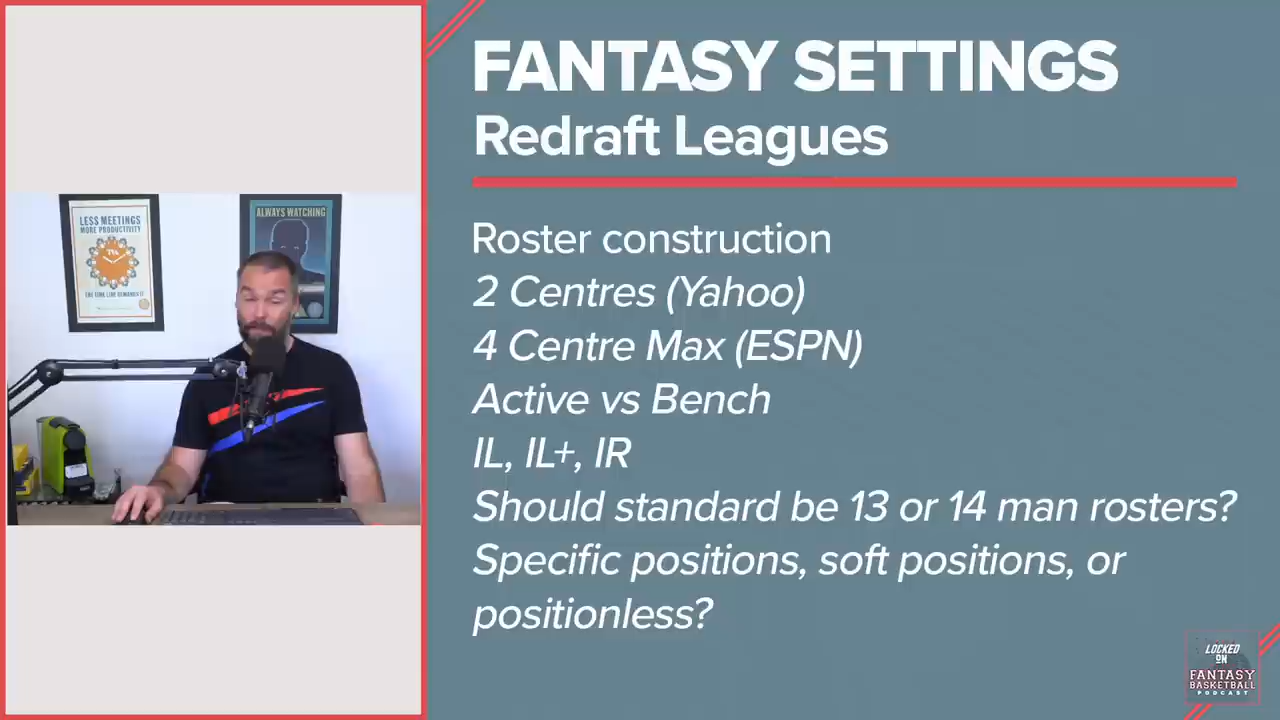 LESS MEETINGS
MORE PRODUCTIVITY
ALWAYS WATCHING
FANTASY SETTINGS
Redraft Leagues
Roster construction
2 Centres (Yahoo)
4 Centre Max (ESPN)
Active vs Bench
IL, IL+, IR
Should standard be 13 or 14 man rosters?
Specific positions, soft positions, or
positionless?
LOCKED
ON
FANTASY
BASKETBALL
PODCAST